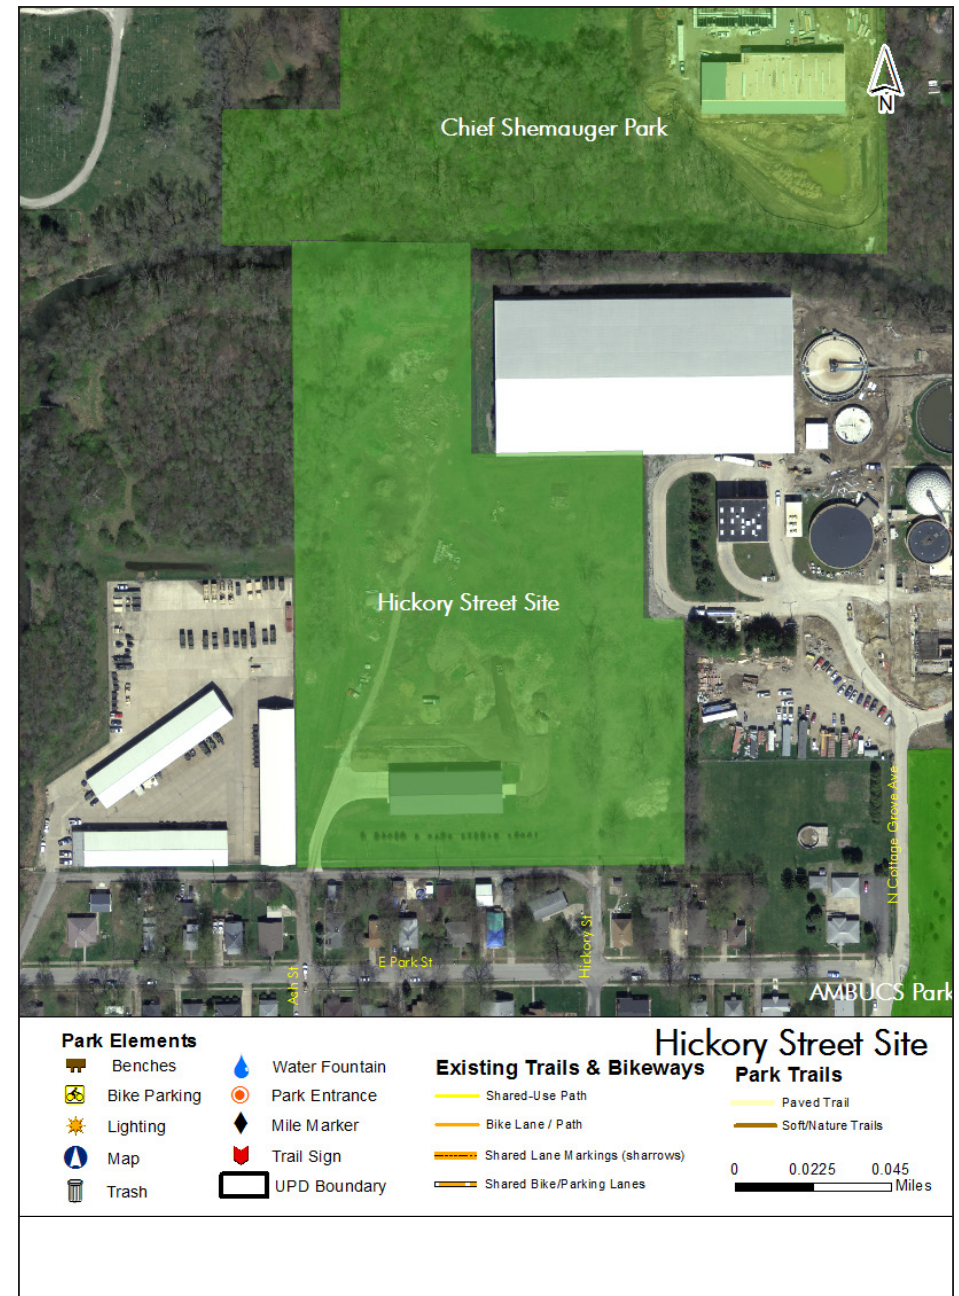 N
Chief Shemauger Park
Hickory Street Site
N Cottage Grove Ave
Hickory St
E Park St
Ash St
AMBUCS Park
Hickory Street Site
Park Elements
Benches
Bike Parking
Lighting
Map
Trash
Water Fountain
Park Entrance
Mile Marker
Trail Sign
UPD Boundary
Existing Trails & Bikeways
Shared-Use Path
Bike Lane / Path
Shared Lane Markings (sharrows)
Shared Bike/Parking Lanes
Park Trails
Paved Trail
Soft/Nature Trails
0 0.0225 0.045
Miles